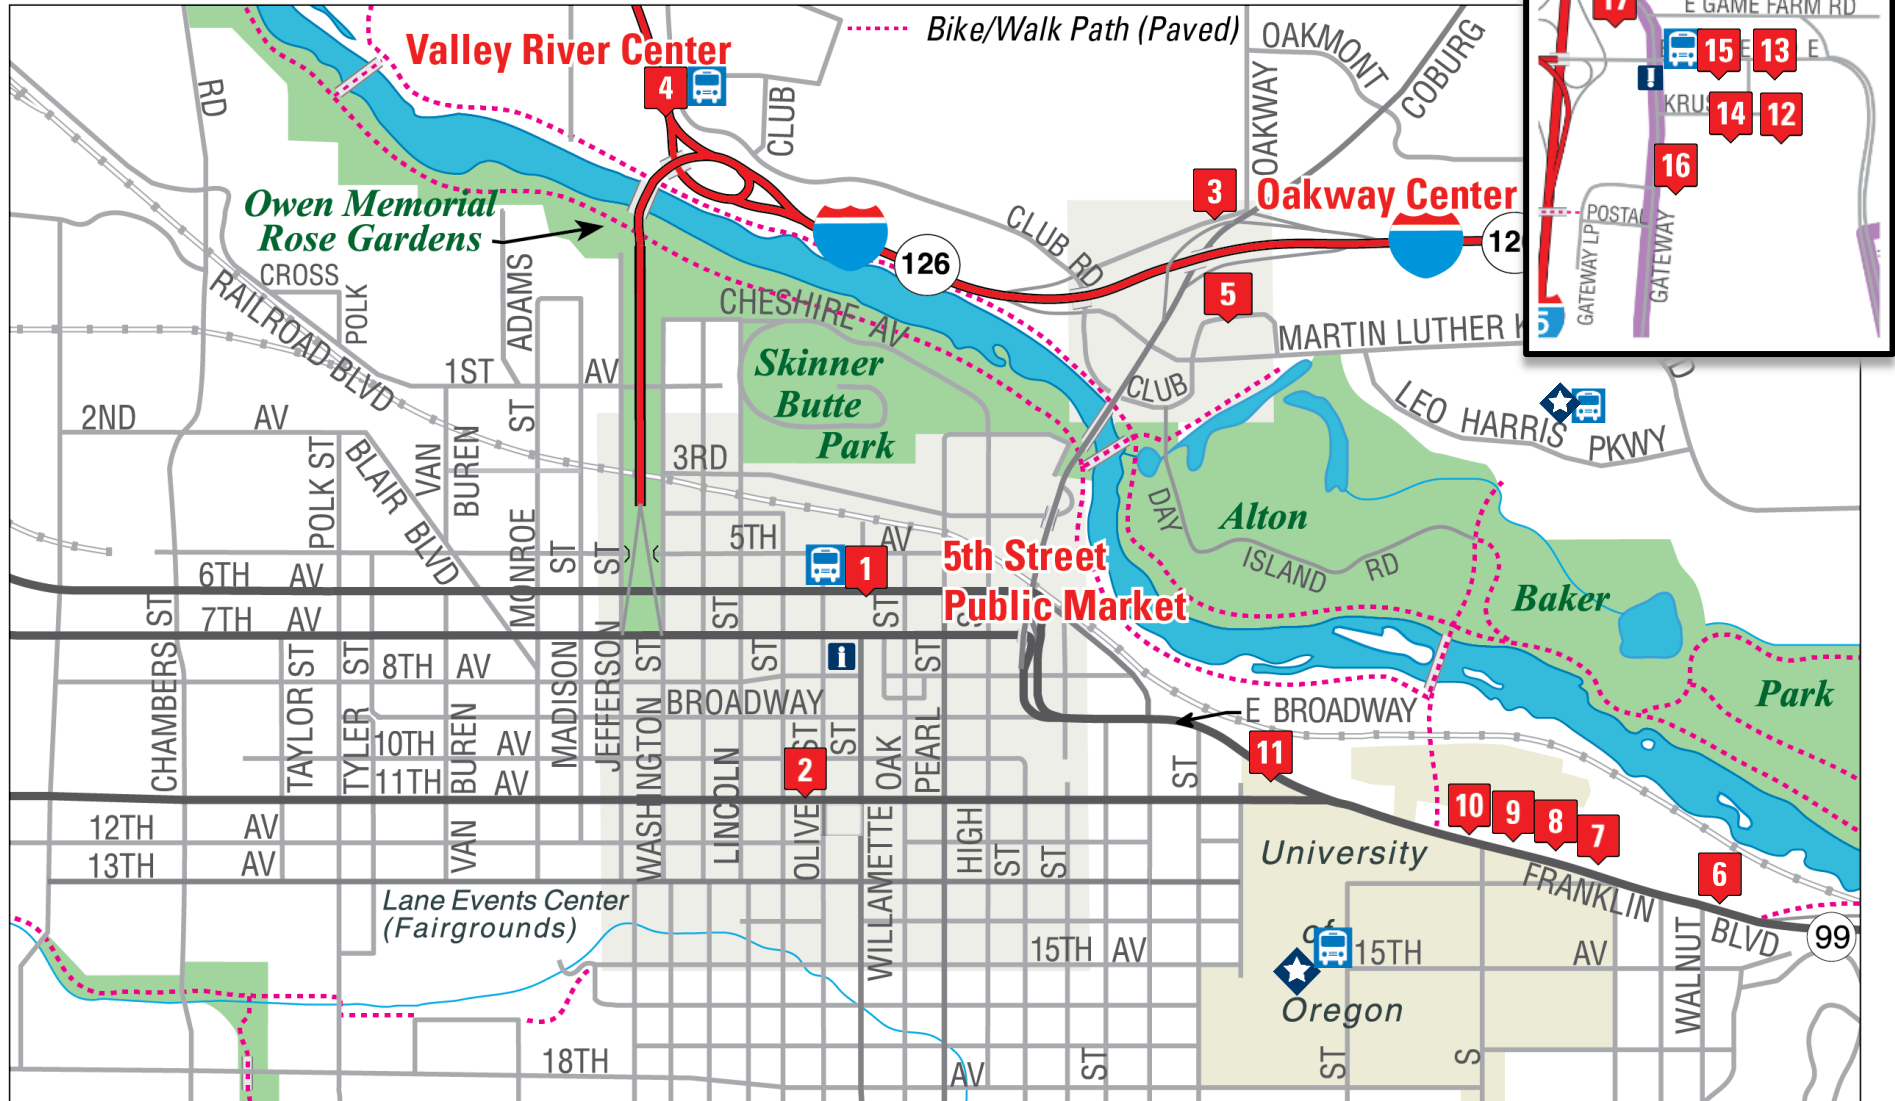 Valley River Center
4
Bike/Walk Path (Paved)
OAKMONT
COBURG
OAKWAY
CLUB
RD
17
E GAME FARM RD
15
13
E
KRUS
14
12
16
POSTAL
GATEWAY LP
GATEWAY
5
Owen Memorial
Rose Gardens
3
Oakway Center
CLUB RD
126
12
5
MARTIN LUTHER K
CROSS
POLK
ADAMS
RAILROAD BLVD
CHESHIRE AV
Skinner
Butte
Park
CLUB
LEO HARRIS PKWY
D
1ST AV
2ND AV
ST
3RD
VAN
BUREN
POLK ST
BLAIR BLVD
MONROE
ST
ST
5TH AV
1
5th Street
Public Market
DAY
ISLAND RD
Alton
Baker
Park
6TH AV
7TH AV
ST
ST
8TH AV
BROADWAY
E BROADWAY
CHAMBERS ST
TAYLOR ST
TYLER ST
VAN BUREN
MADISON
JEFFERSON
WASHINGTON ST
LINCOLN
ST
OLIVE ST
WILLAMETTE ST
OAK
PEARL ST
HIGH
ST
ST
ST
10TH AV
11TH AV
2
11
10
9
8
7
6
12TH AV
13TH AV
University
of
Oregon
FRANKLIN BLVD
99
Lane Events Center
(Fairgrounds)
15TH AV
15TH AV
WALNUT
18TH AV
ST
ST
S